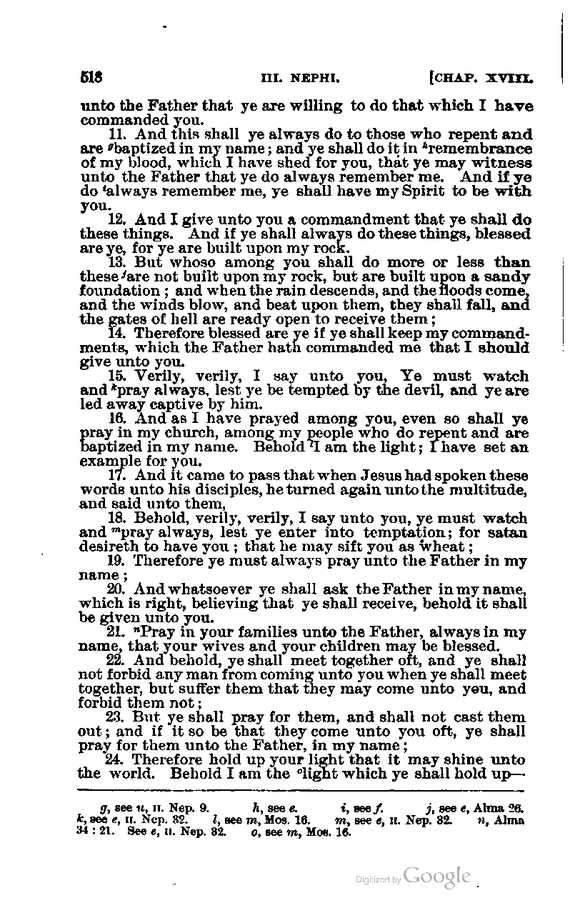 518 III. NEPHI. [CHAP. XVIII.
unto the Father that ye are willing to do that which I have
commanded you.
11. And this shall ye always do to those who repent and
are ᵍbaptized in my name; and ye shall do it in ʰremembrance
of my blood, which I have shed for you, that ye may witness
unto the Father that ye do always remember me. And if ye
do ⁱalways remember me, ye shall have my Spirit to be with
you.
12. And I give unto you a commandment that ye shall do
these things. And if ye shall always do these things, blessed
are ye, for ye are built upon my rock.
13. But whoso among you shall do more or less than
these ʲare not built upon my rock, but are built upon a sandy
foundation; and when the rain descends, and the floods come,
and the winds blow, and beat upon them, they shall fall, and
the gates of hell are ready open to receive them;
14. Therefore blessed are ye if ye shall keep my command-
ments, which the Father hath commanded me that I should
give unto you.
15. Verily, verily, I say unto you, Ye must watch
and ᵏpray always, lest ye be tempted by the devil, and ye are
led away captive by him.
16. And as I have prayed among you, even so shall ye
pray in my church, among my people who do repent and are
baptized in my name. Behold ˡI am the light; I have set an
example for you.
17. And it came to pass that when Jesus had spoken these
words unto his disciples, he turned again unto the multitude,
and said unto them,
18. Behold, verily, verily, I say unto you, ye must watch
and ᵐpray always, lest ye enter into temptation; for satan
desireth to have you; that he may sift you as wheat;
19. Therefore ye must always pray unto the Father in my
name;
20. And whatsoever ye shall ask the Father in my name,
which is right, believing that ye shall receive, behold it shall
be given unto you.
21. ⁿPray in your families unto the Father, always in my
name, that your wives and your children may be blessed.
22. And behold, ye shall meet together oft, and ye shall
not forbid any man from coming unto you when ye shall meet
together, but suffer them that they may come unto you, and
forbid them not;
23. But ye shall pray for them, and shall not cast them
out; and if it so be that they come unto you oft, ye shall
pray for them unto the Father, in my name;
24. Therefore hold up your light that it may shine unto
the world. Behold I am the ᵒlight which ye shall hold up—
g, see u, II. Nep. 9. h, see e. i, see f. j, see e, Alma 26.
k, see e, II. Nep. 32. l, see m, Mos. 16. m, see e, II. Nep. 32. n, Alma
34 : 21. See e, II. Nep. 32. o, see m, Mos. 16.
Digitized by Google